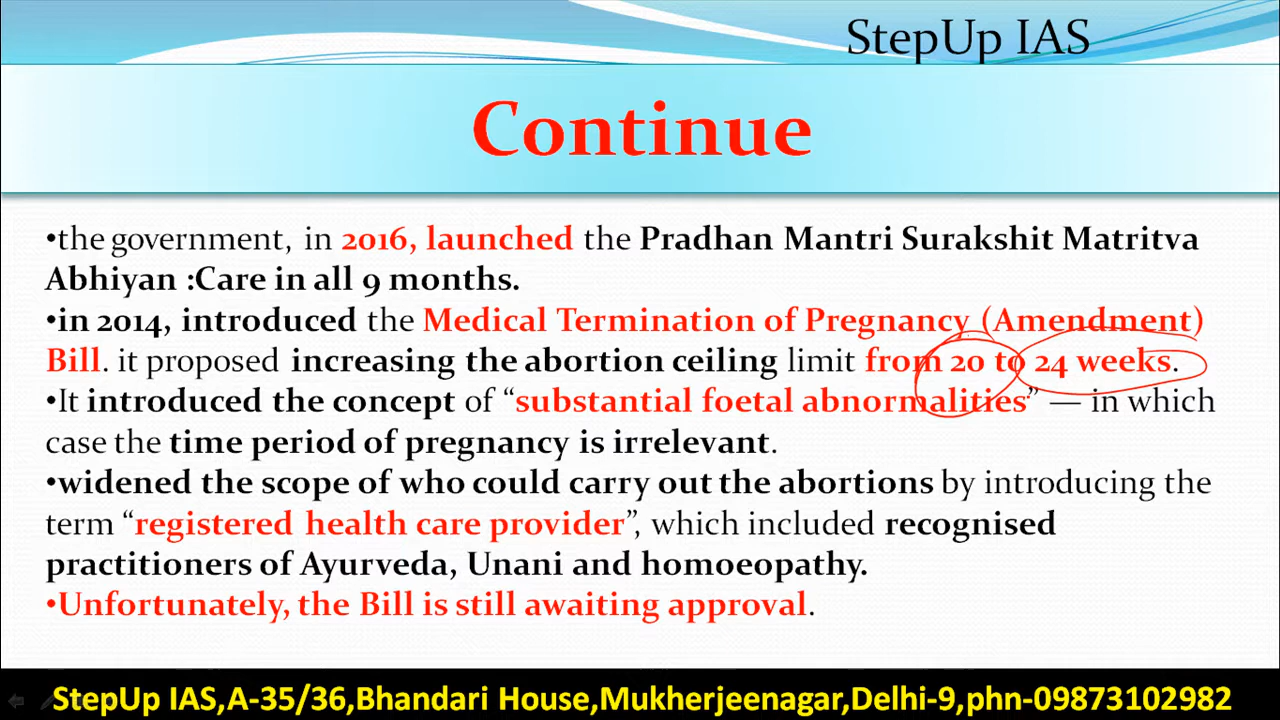 StepUp IAS
Continue
•the government, in 2016, launched the Pradhan Mantri Surakshit Matritva
Abhiyan :Care in all 9 months.
•in 2014, introduced the Medical Termination of Pregnancy (Amendment)
Bill. it proposed increasing the abortion ceiling limit from 20 to 24 weeks.
•It introduced the concept of “substantial foetal abnormalities” — in which
case the time period of pregnancy is irrelevant.
•widened the scope of who could carry out the abortions by introducing the
term “registered health care provider”, which included recognised
practitioners of Ayurveda, Unani and homoeopathy.
•Unfortunately, the Bill is still awaiting approval.
StepUp IAS,A-35/36,Bhandari House,Mukherjeenagar,Delhi-9,phn-09873102982